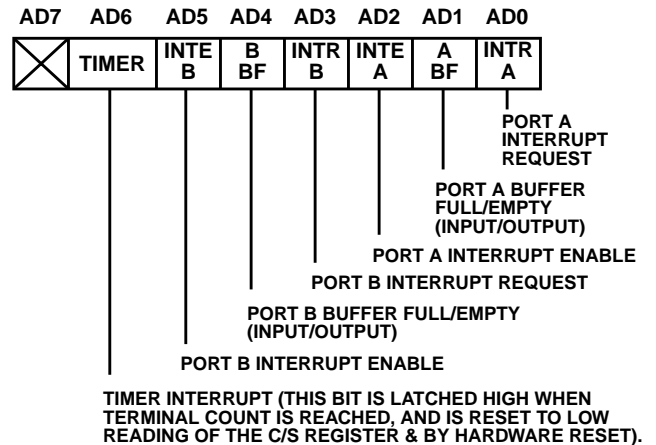 AD7 AD6 AD5 AD4 AD3 AD2 AD1 AD0
TIMER
INTE B
B BF
INTR B
INTE A
A BF
INTR A
PORT A
INTERRUPT
REQUEST
PORT A BUFFER
FULL/EMPTY
(INPUT/OUTPUT)
PORT A INTERRUPT ENABLE
PORT B INTERRUPT REQUEST
PORT B BUFFER FULL/EMPTY
(INPUT/OUTPUT)
PORT B INTERRUPT ENABLE
TIMER INTERRUPT (THIS BIT IS LATCHED HIGH WHEN
TERMINAL COUNT IS REACHED, AND IS RESET TO LOW
READING OF THE C/S REGISTER & BY HARDWARE RESET).